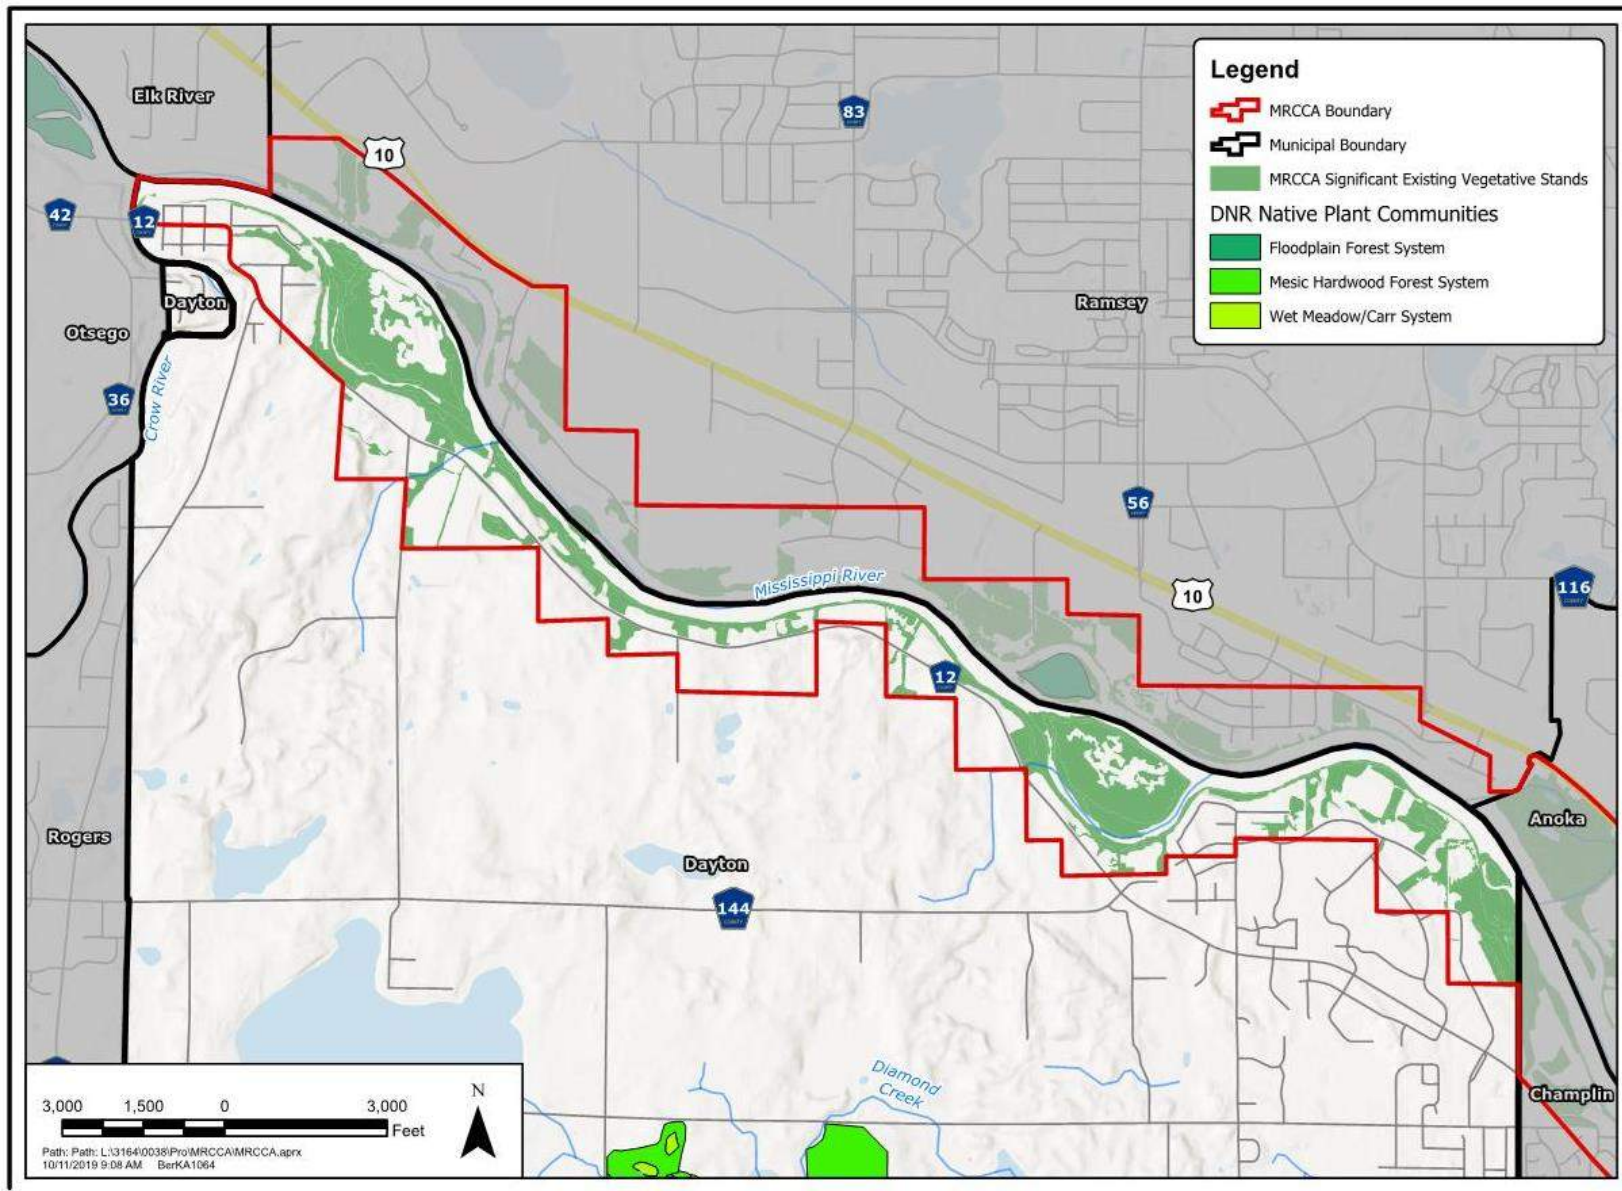 Legend
MRCCA Boundary
Municipal Boundary
MRCCA Significant Existing Vegetative Stands
DNR Native Plant Communities
Floodplain Forest System
Mesic Hardwood Forest System
Wet Meadow/Carr System
Elk River
83
10
42
12
Dayton
Ramsey
Otsego
36
Crow River
56
Mississippi River
10
116
12
Rogers
Anoka
Dayton
144
Diamond
Creek
Champlin
3,000 1,500 0 3,000
Feet
N
Path: Path: L:\3164\0038\Pro\MRCCA\MRCCA.aprx
10/11/2019 9:08 AM BerKA1064